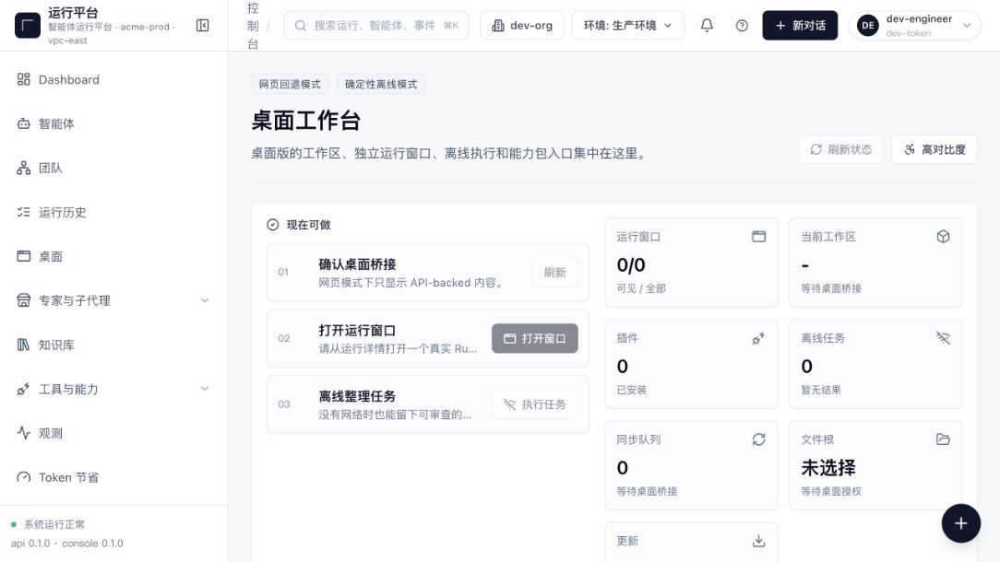 运行平台
智能体运行平台 · acme-prod ·
vpc-east
控
制
台
/
搜索运行、智能体、事件 ⌘K
dev-org
环境: 生产环境
新对话
DE
dev-engineer
dev-token
Dashboard
智能体
团队
运行历史
桌面
专家与子代理
知识库
工具与能力
观测
Token 节省
系统运行正常
api 0.1.0 · console 0.1.0
网页回退模式
确定性离线模式
桌面工作台
桌面版的工作区、独立运行窗口、离线执行和能力包入口集中在这里。
刷新状态
高对比度
现在可做
01
确认桌面桥接
网页模式下只显示 API-backed 内容。
刷新
02
打开运行窗口
请从运行详情打开一个真实 Ru...
打开窗口
03
离线整理任务
没有网络时也能留下可审查的...
执行任务
运行窗口
0/0
可见 / 全部
当前工作区
-
等待桌面桥接
插件
0
已安装
离线任务
0
暂无结果
同步队列
0
等待桌面桥接
文件根
未选择
等待桌面授权
更新